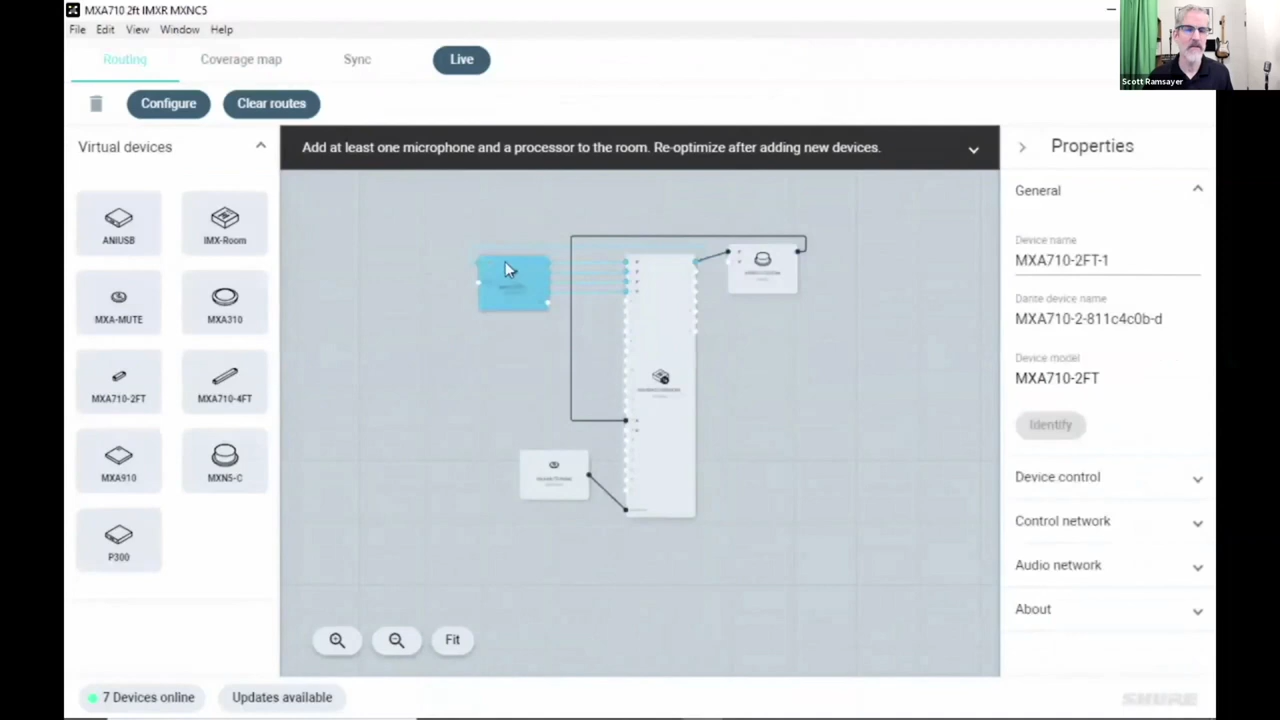 MXA710 2ft IMXR MXNC5
File Edit View Window Help
Scott Ramsayer
Routing Coverage map Sync Live
Configure Clear routes
Virtual devices
Add at least one microphone and a processor to the room. Re-optimize after adding new devices.
Properties
General
ANIUSB IMX-Room
Device name
MXA710-2FT-1
MXA-MUTE MXA310
Dante device name
MXA710-2-811c4c0b-d
Device model
MXA710-2FT
MXA710-2FT MXA710-4FT
Identify
MXA910 MXN5-C
Device control
Control network
P300
Audio network
About
Fit
7 Devices online Updates available
SHURE